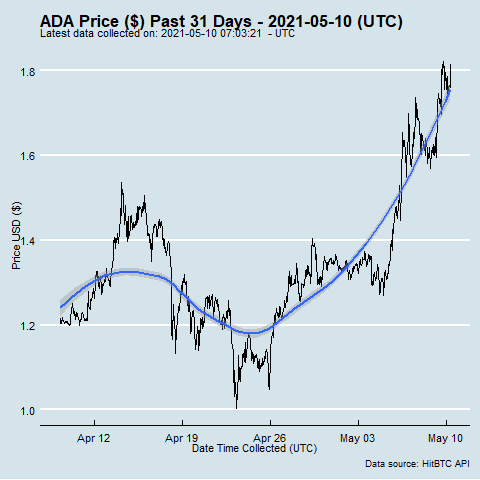 ADA Price ($) Past 31 Days - 2021-05-10 (UTC)
Latest data collected on: 2021-05-10 07:03:21 - UTC
1.8
1.6
1.4
1.2
1.0
Price USD ($)
Apr 12 Apr 19 Apr 26 May 03 May 10
Date Time Collected (UTC)
Data source: HitBTC API